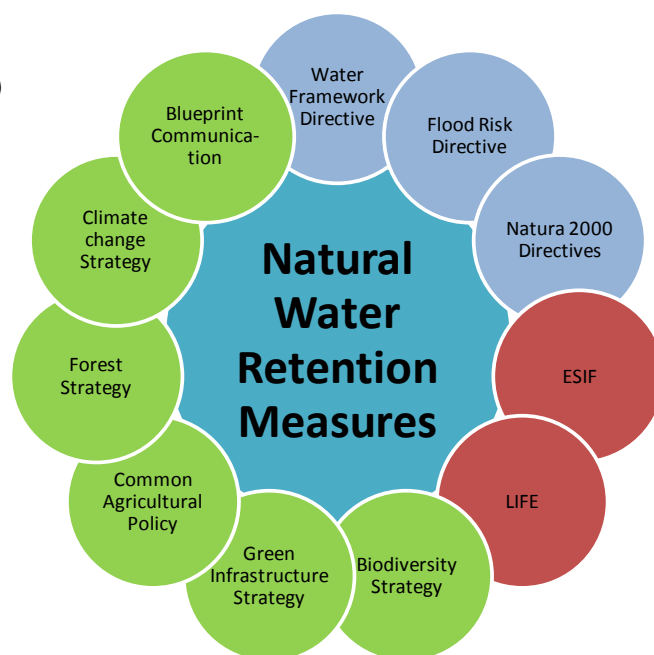 Water
Framework
Directive
Flood Risk
Directive
Natura 2000
Directives
ESIF
LIFE
Biodiversity
Strategy
Green
Infrastructure
Strategy
Common
Agricultural
Policy
Forest
Strategy
Climate
change
Strategy
Blueprint
Communica-
tion
Natural
Water
Retention
Measures